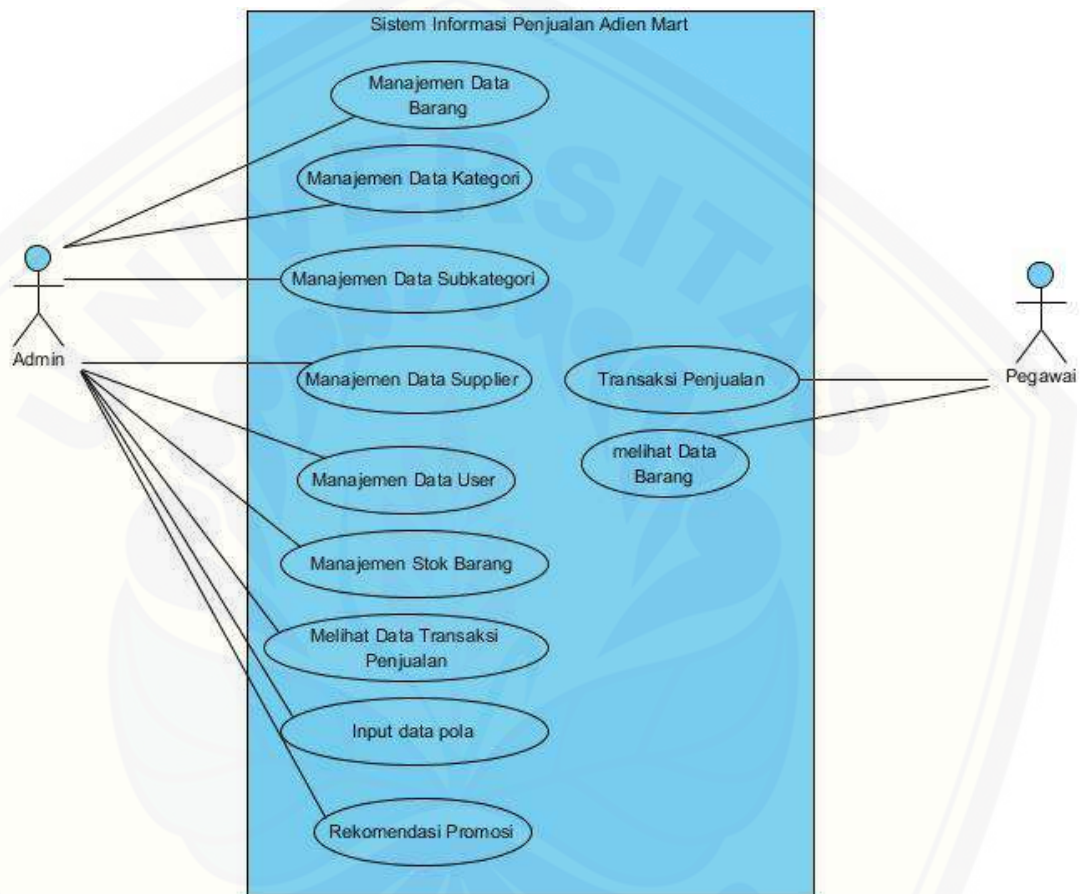 Sistem Informasi Penjualan Adien Mart
Manajemen Data
Barang
Manajemen Data Kategori
Manajemen Data Subkategori
Admin
Manajemen Data Supplier
Transaksi Penjualan
Pegawai
melihat Data
Barang
Manajemen Data User
Manajemen Stok Barang
Melihat Data Transaksi
Penjualan
Input data pola
Rekomendasi Promosi
UNIVERSITAS